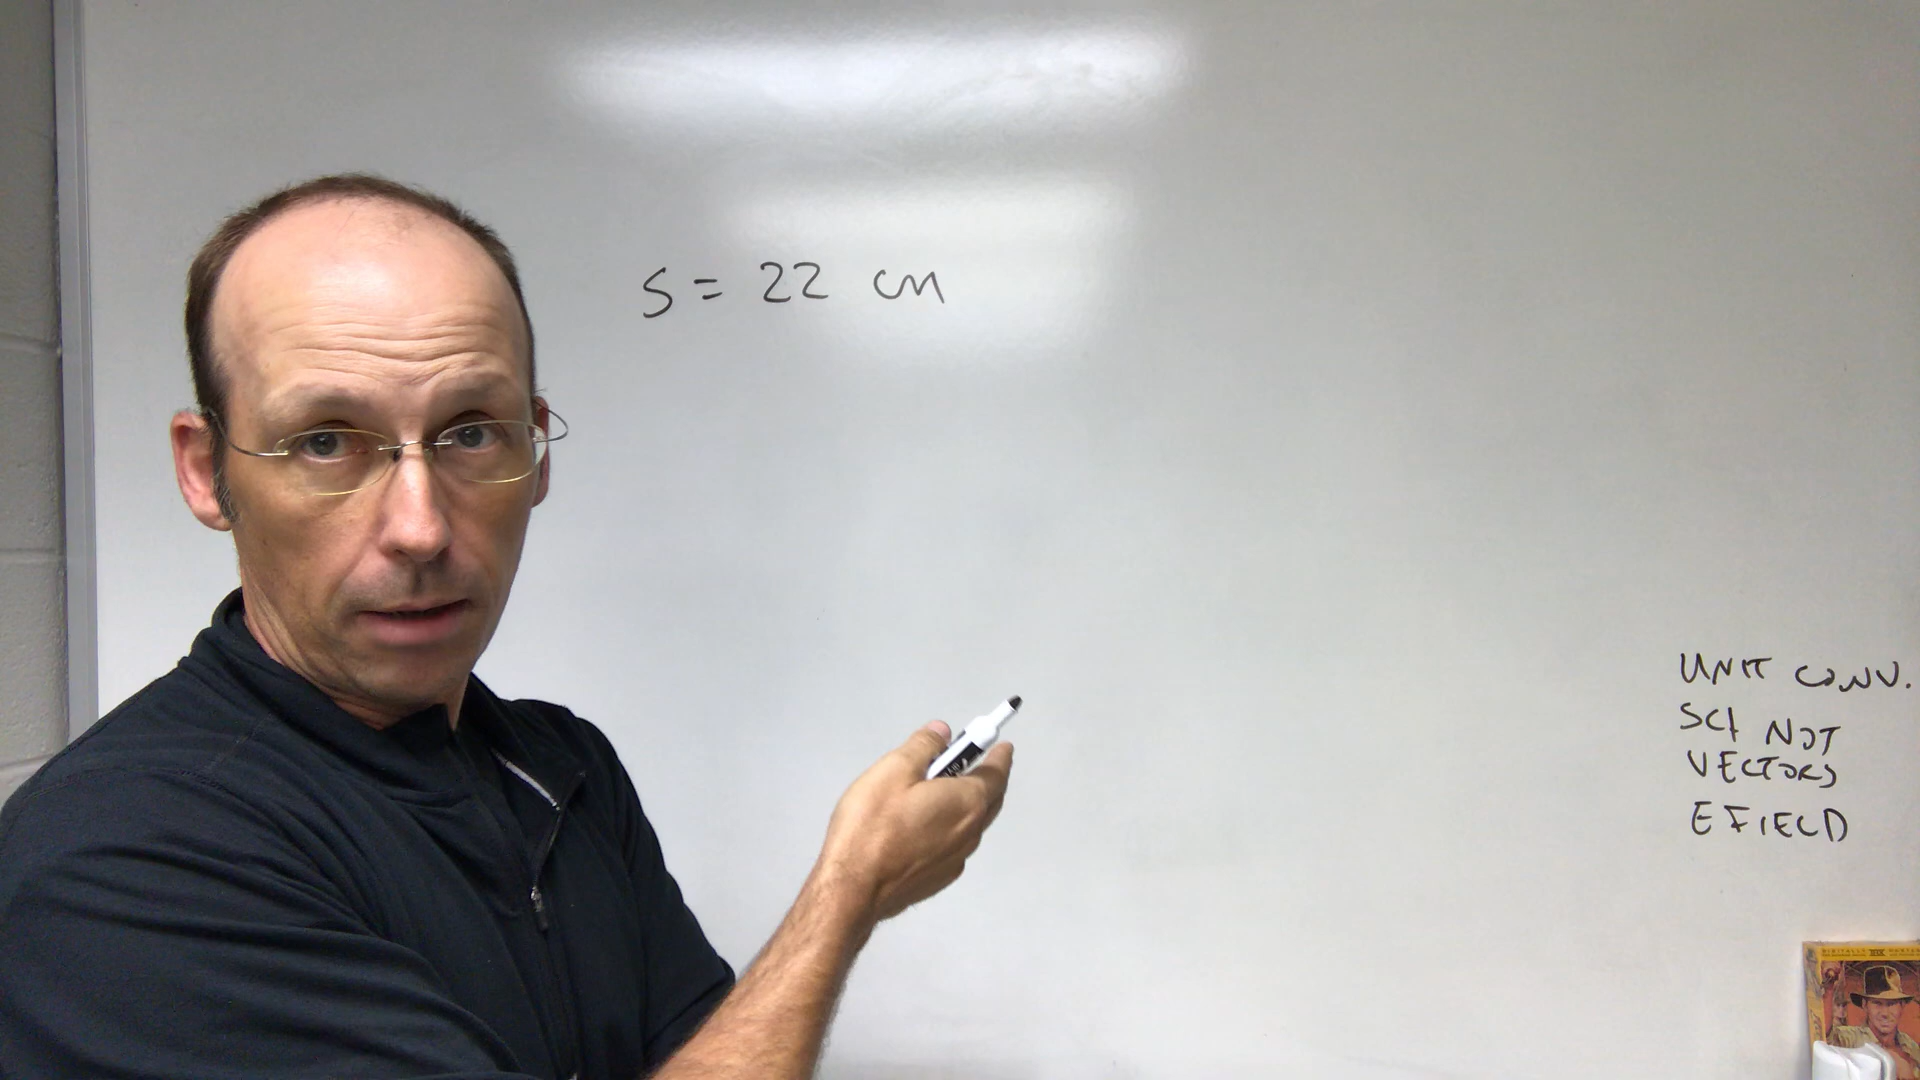 s = 22 cm
UNIT CONV.
SCI NOT
VECTORS
E FIELD